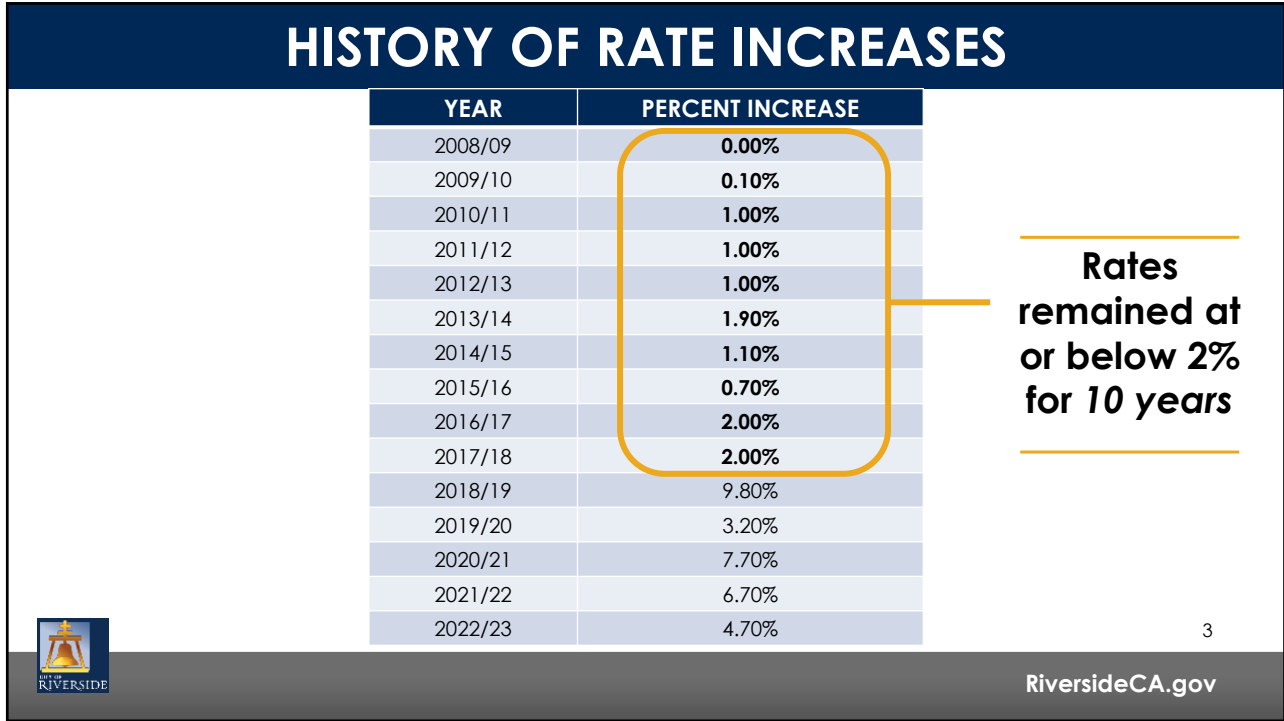 HISTORY OF RATE INCREASES
YEAR PERCENT INCREASE
2008/09 0.00%
2009/10 0.10%
2010/11 1.00%
2011/12 1.00%
2012/13 1.00%
2013/14 1.90%
2014/15 1.10%
2015/16 0.70%
2016/17 2.00%
2017/18 2.00%
2018/19 9.80%
2019/20 3.20%
2020/21 7.70%
2021/22 6.70%
2022/23 4.70%
Rates
remained at
or below 2%
for 10 years
3
CITY OF
RIVERSIDE
RiversideCA.gov